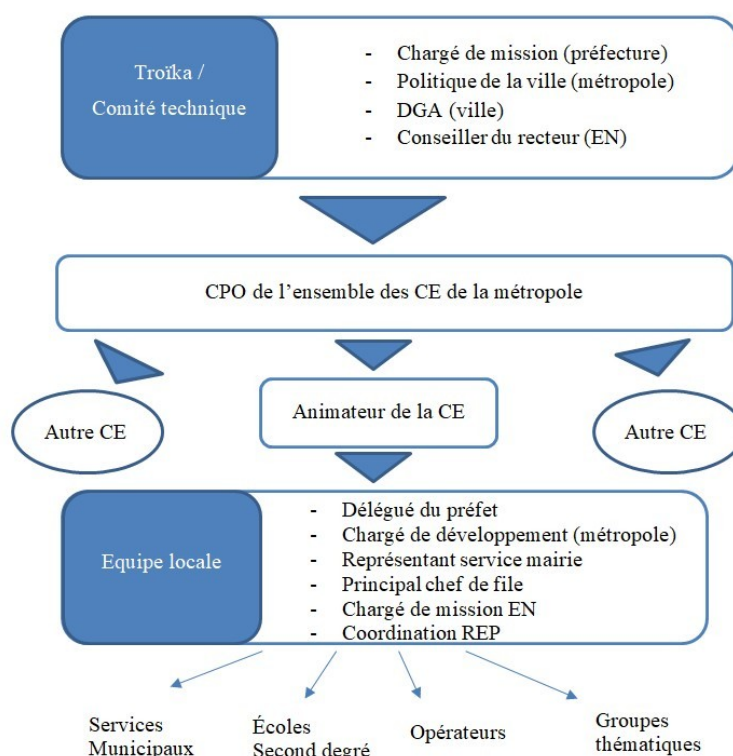 Troïka /
Comité technique
- Chargé de mission (préfecture)
- Politique de la ville (métropole)
- DGA (ville)
- Conseiller du recteur (EN)
CPO de l’ensemble des CE de la métropole
Autre CE
Animateur de la CE
Autre CE
Equipe locale
- Délégué du préfet
- Chargé de développement (métropole)
- Représentant service mairie
- Principal chef de file
- Chargé de mission EN
- Coordination REP
Services
Municipaux
Écoles
Second degré
Opérateurs
Groupes
thématiques